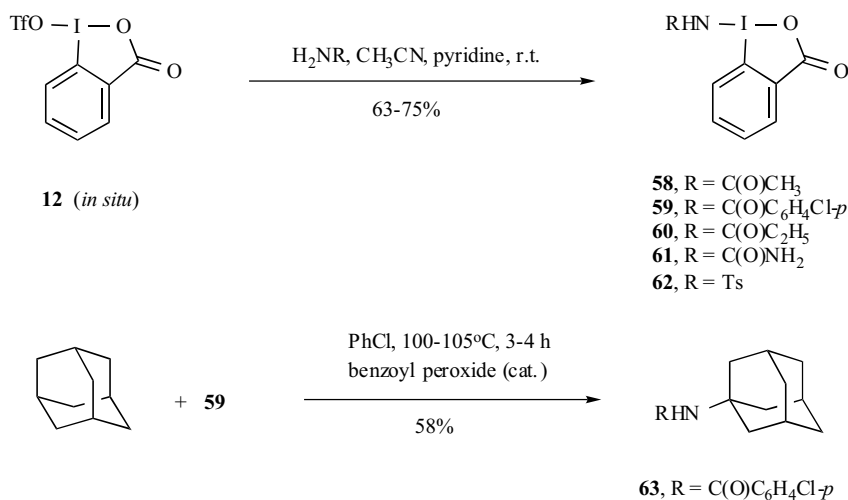 TfO I O
O
H₂NR, CH₃CN, pyridine, r.t.
63-75%
RHN I O
O
12 (in situ)
58, R = C(O)CH₃
59, R = C(O)C₆H₄Cl-p
60, R = C(O)C₂H₅
61, R = C(O)NH₂
62, R = Ts
+ 59
PhCl, 100-105ºC, 3-4 h
benzoyl peroxide (cat.)
58%
RHN
63, R = C(O)C₆H₄Cl-p